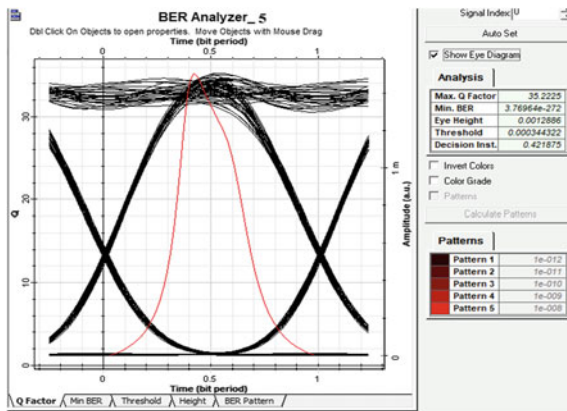 BER Analyzer_5
Dbl Click On Objects to open properties. Move Objects with Mouse Drag
Time (bit period)
0 0.5 1
Q
30
20
10
0
1 m
0
Amplitude (a.u.)
0 0.5 1
Time (bit period)
Q Factor Min BER Threshold Height BER Pattern
Signal Index: 0
Auto Set
Show Eye Diagram
Analysis
Max. Q Factor 35.2225
Min. BER 3.76964e-272
Eye Height 0.0012886
Threshold 0.000344322
Decision Inst. 0.421875
Invert Colors
Color Grade
Patterns
Calculate Patterns
Patterns
Pattern 1 1e-012
Pattern 2 1e-011
Pattern 3 1e-010
Pattern 4 1e-009
Pattern 5 1e-008